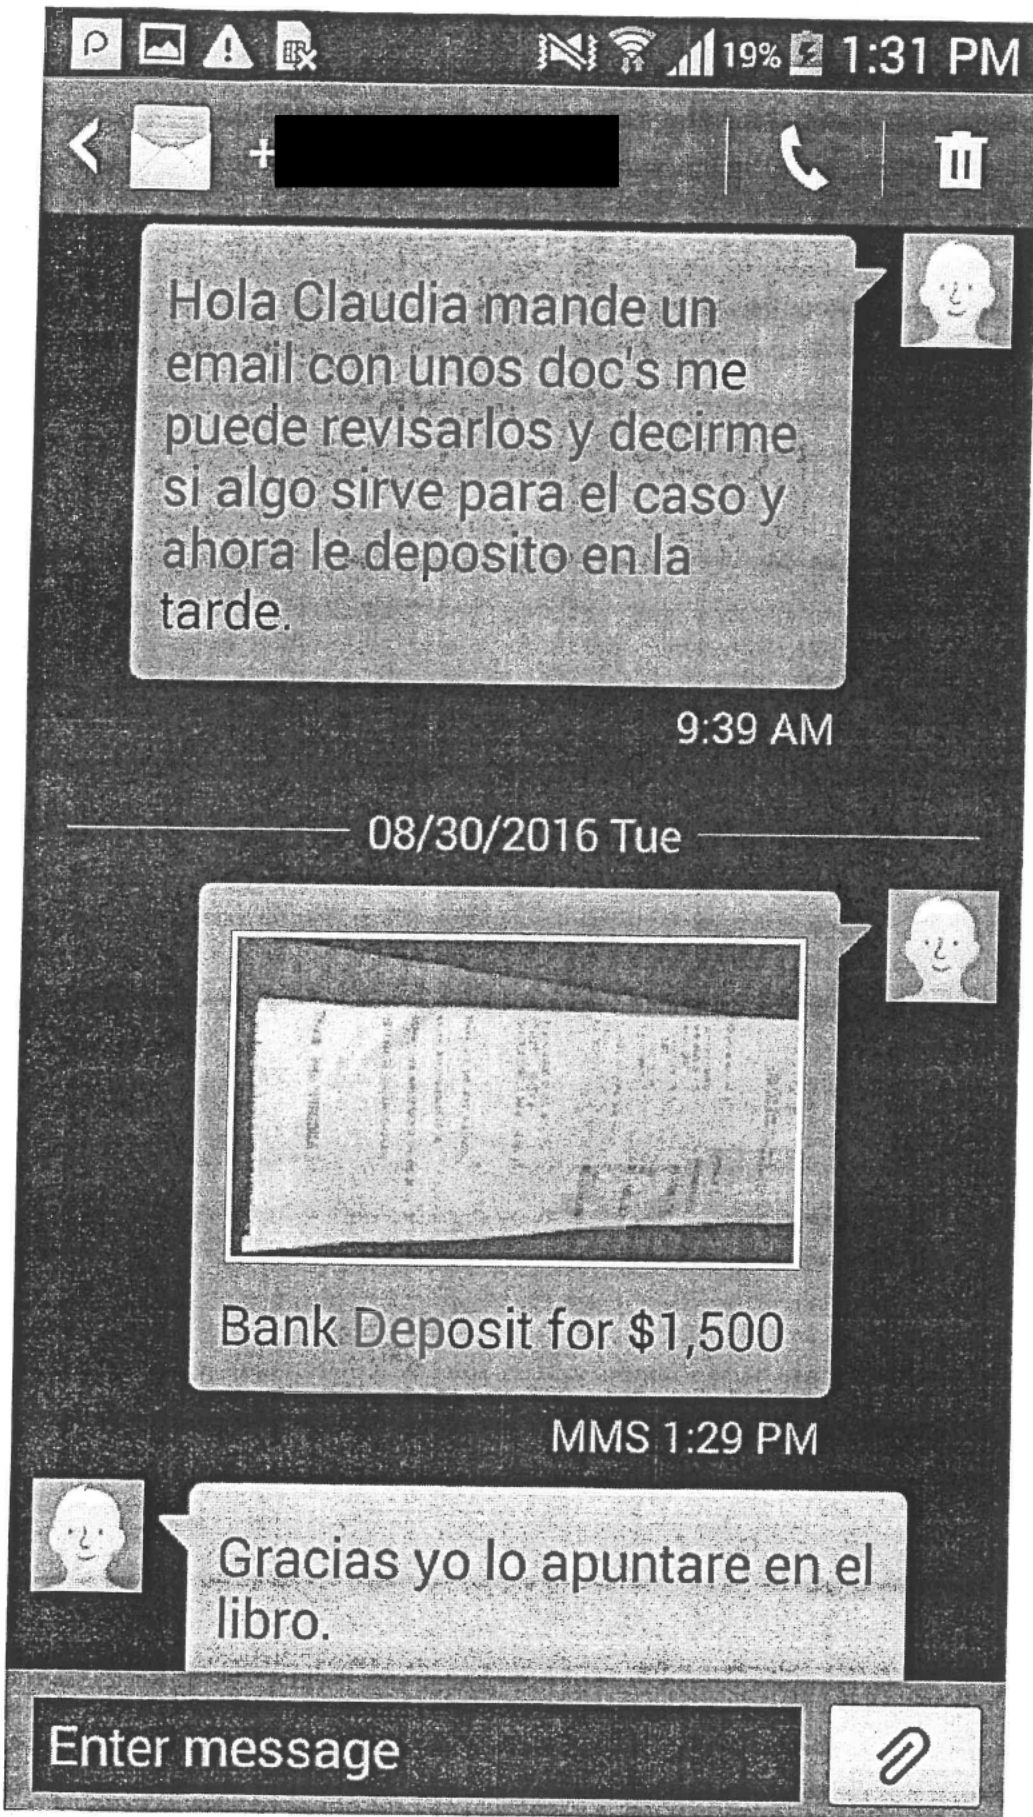 19% 1:31 PM
+
Hola Claudia mande un
email con unos doc's me
puede revisarlos y decirme
si algo sirve para el caso y
ahora le deposito en la
tarde.
9:39 AM
08/30/2016 Tue
Bank Deposit for $1,500
MMS 1:29 PM
Gracias yo lo apuntare en el
libro.
Enter message